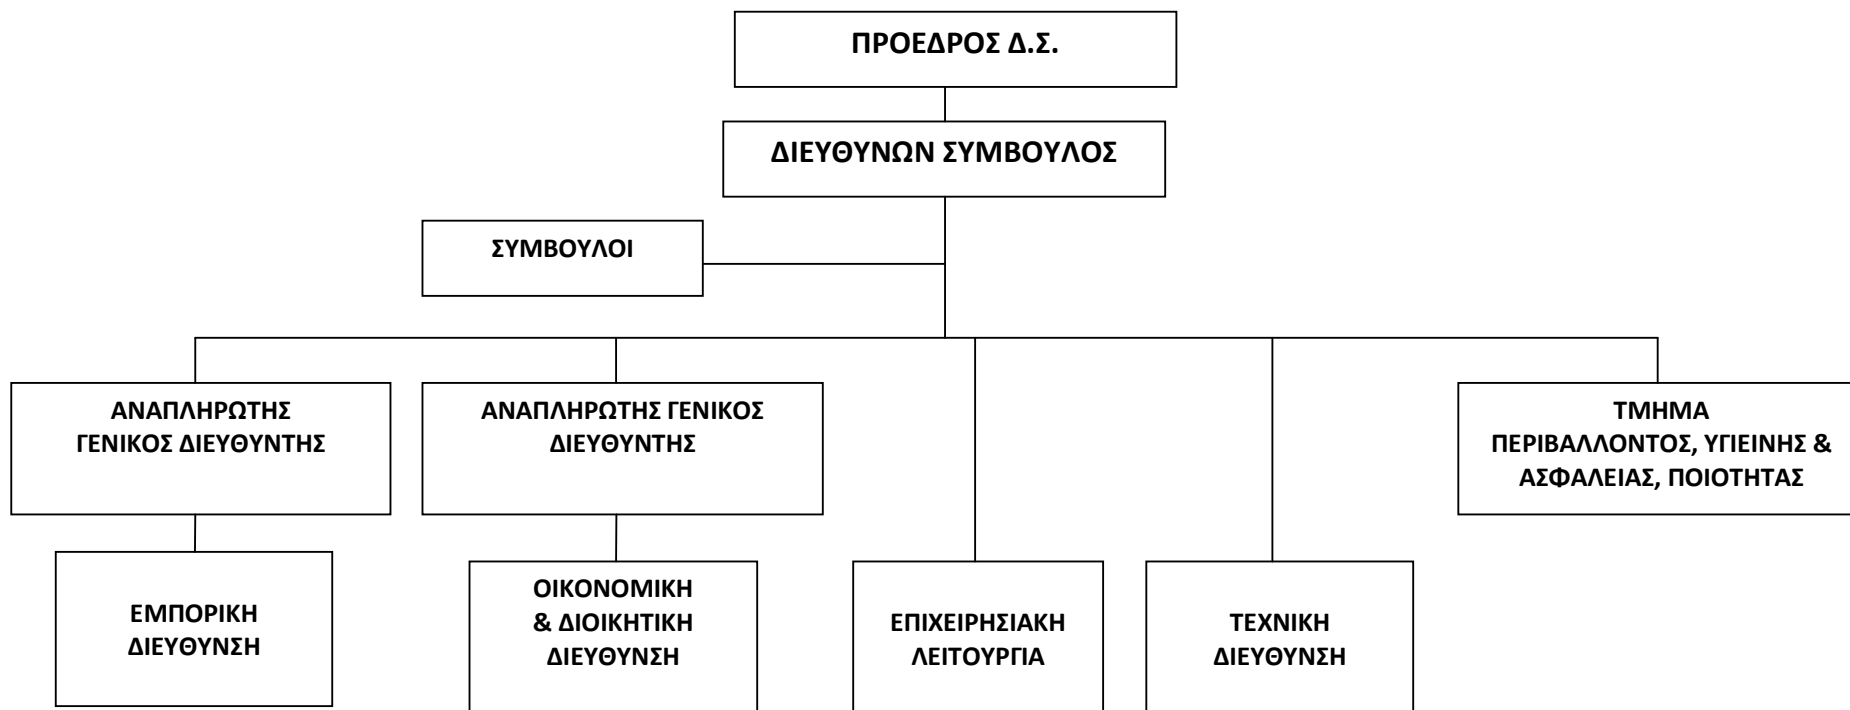 ΠΡΟΕΔΡΟΣ Δ.Σ.
ΔΙΕΥΘΥΝΩΝ ΣΥΜΒΟΥΛΟΣ
ΣΥΜΒΟΥΛΟΙ
ΑΝΑΠΛΗΡΩΤΗΣ
ΓΕΝΙΚΟΣ ΔΙΕΥΘΥΝΤΗΣ
ΑΝΑΠΛΗΡΩΤΗΣ ΓΕΝΙΚΟΣ
ΔΙΕΥΘΥΝΤΗΣ
ΤΜΗΜΑ
ΠΕΡΙΒΑΛΛΟΝΤΟΣ, ΥΓΙΕΙΝΗΣ &
ΑΣΦΑΛΕΙΑΣ, ΠΟΙΟΤΗΤΑΣ
ΕΜΠΟΡΙΚΗ
ΔΙΕΥΘΥΝΣΗ
ΟΙΚΟΝΟΜΙΚΗ
& ΔΙΟΙΚΗΤΙΚΗ
ΔΙΕΥΘΥΝΣΗ
ΕΠΙΧΕΙΡΗΣΙΑΚΗ
ΛΕΙΤΟΥΡΓΙΑ
ΤΕΧΝΙΚΗ
ΔΙΕΥΘΥΝΣΗ